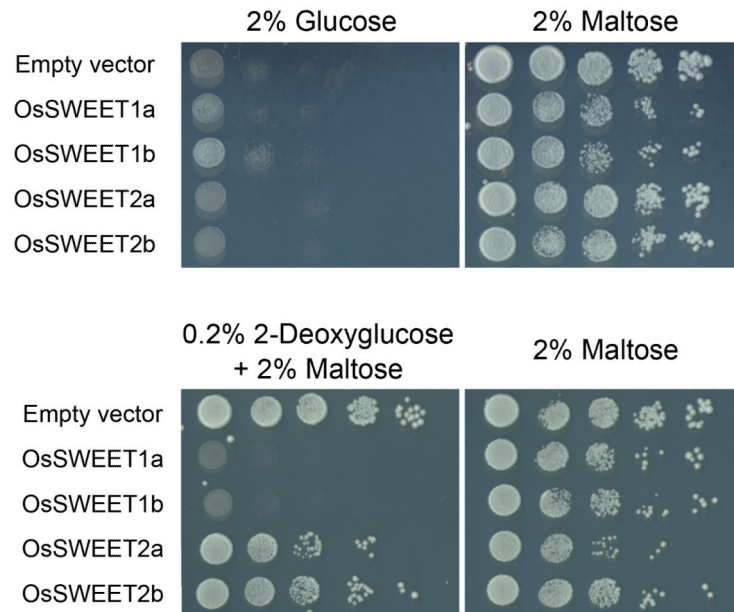 2% Glucose
2% Maltose
Empty vector
OsSWEET1a
OsSWEET1b
OsSWEET2a
OsSWEET2b
0.2% 2-Deoxyglucose
+ 2% Maltose
2% Maltose
Empty vector
OsSWEET1a
OsSWEET1b
OsSWEET2a
OsSWEET2b